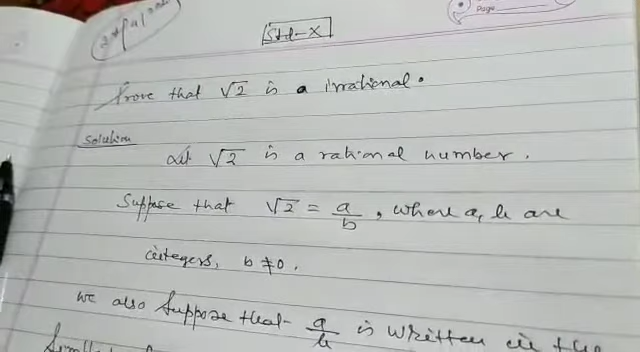 Page
Std-X
Prove that √2 is a irrational.
Solution
Let √2 is a rational number.
Suppose that √2 = a/b, where a, b are
integers, b ≠ 0.
we also suppose that a/b is written in the